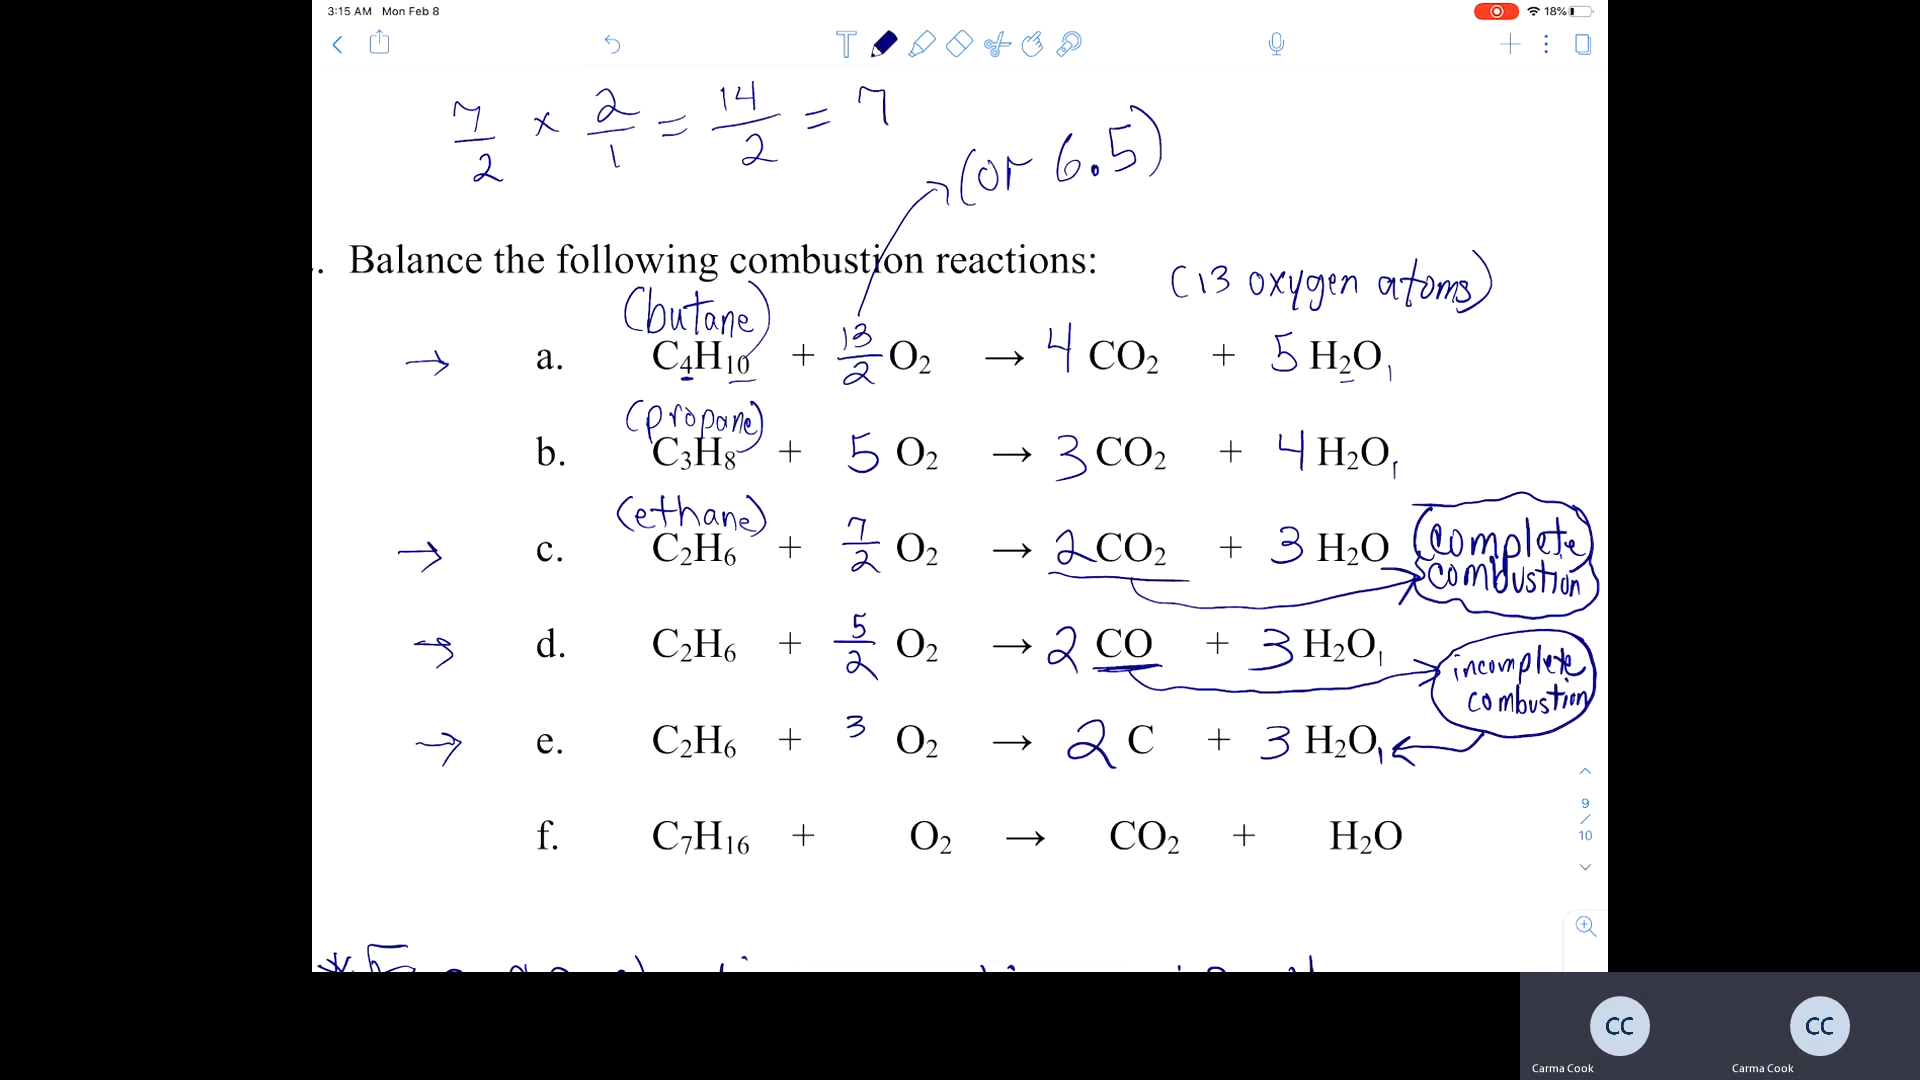 3:15 AM Mon Feb 8
18%
7/2 × 2/1 = 14/2 = 7
(or 6.5)
. Balance the following combustion reactions:
(13 oxygen atoms)
(butane)
a. C₄H₁₀ + 13/2 O₂ → 4 CO₂ + 5 H₂O₁
(propane)
b. C₃H₈ + 5 O₂ → 3 CO₂ + 4 H₂O₁
(ethane)
→ c. C₂H₆ + 7/2 O₂ → 2 CO₂ + 3 H₂O
complete
combustion
→ d. C₂H₆ + 5/2 O₂ → 2 CO + 3 H₂O₁
incomplete
combustion
→ e. C₂H₆ + 3 O₂ → 2 C + 3 H₂O₁
f. C₇H₁₆ + O₂ → CO₂ + H₂O
9
/
10
CC CC
Carma Cook Carma Cook